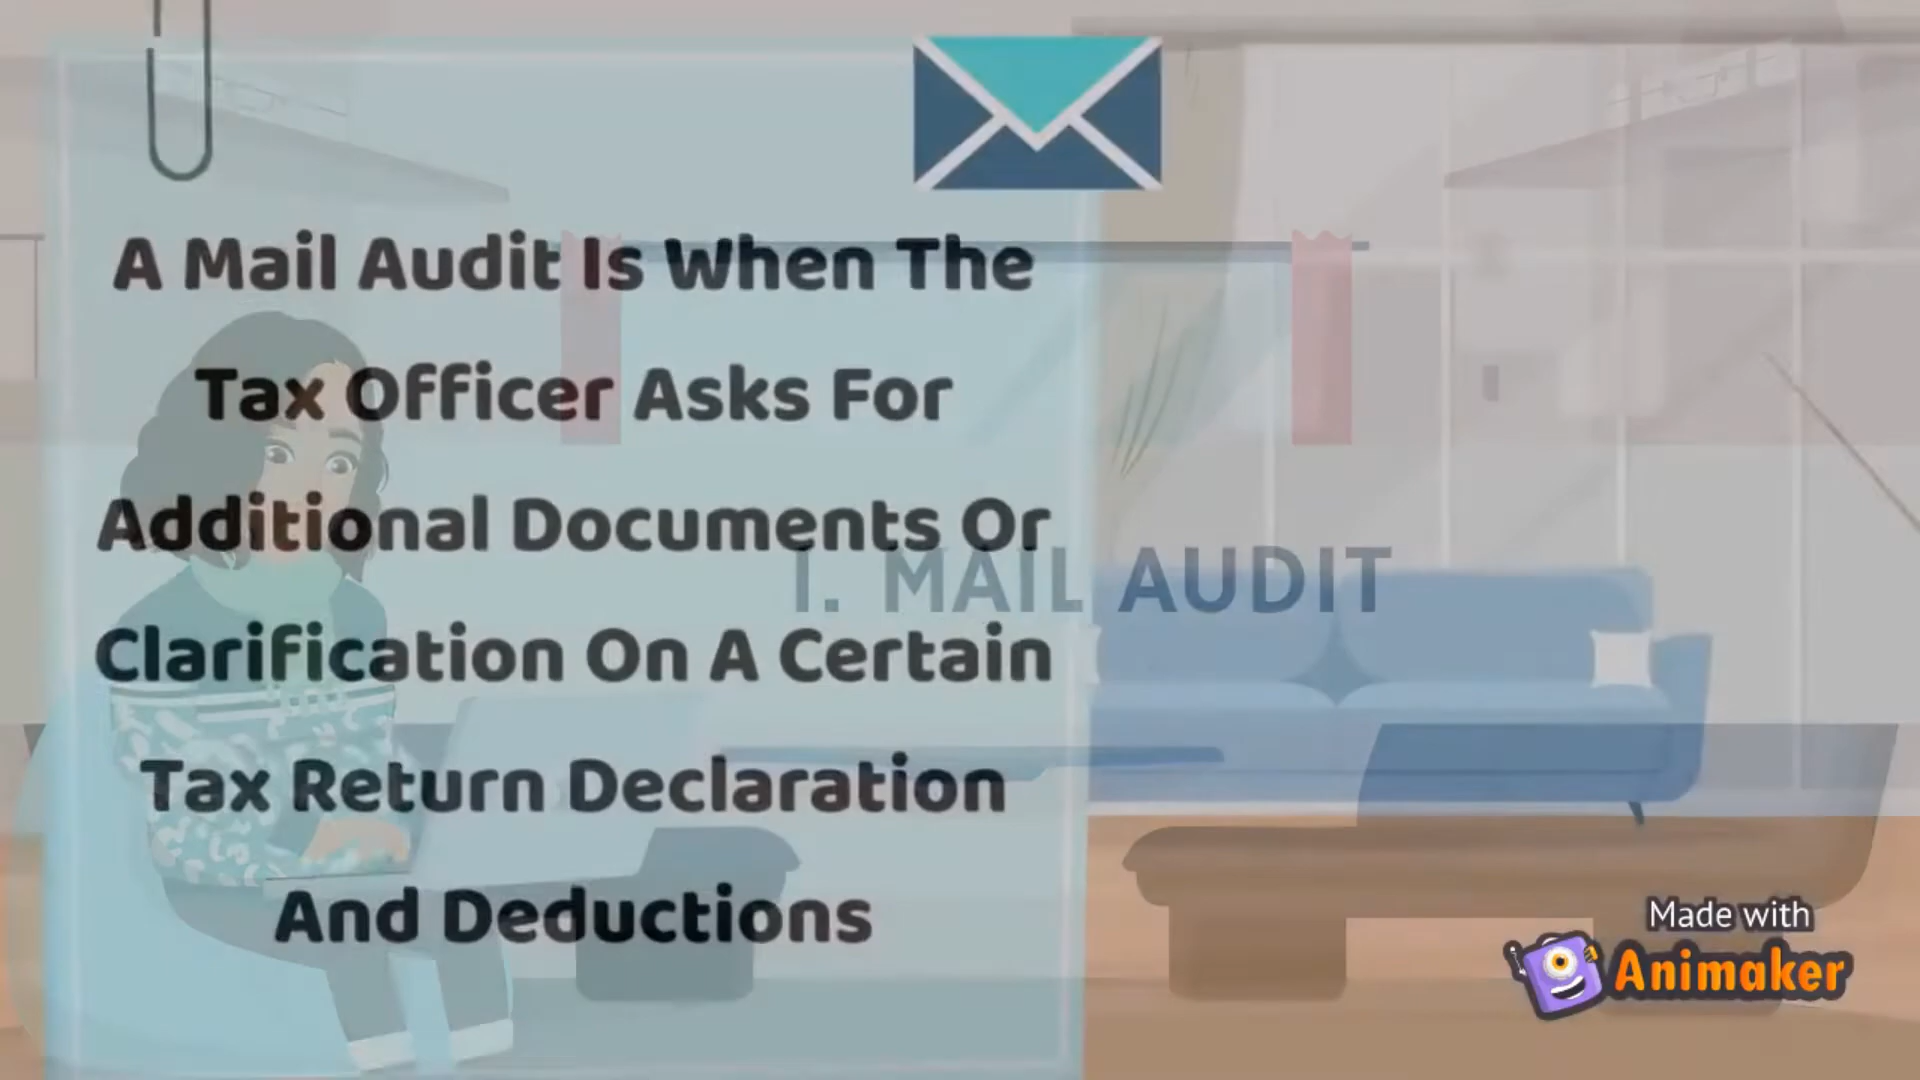 A Mail Audit Is When The
Tax Officer Asks For
Additional Documents Or
1. MAIL AUDIT
Clarification On A Certain
Tax Return Declaration
And Deductions
Made with
Animaker